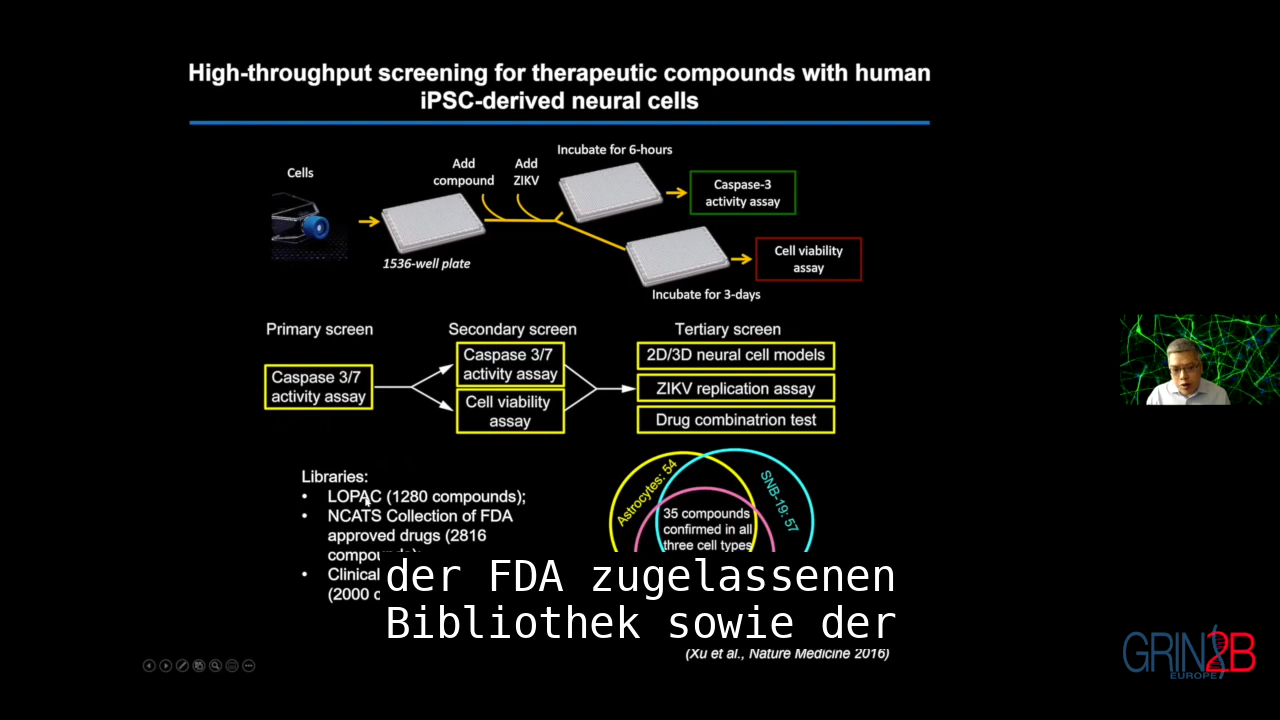 High-throughput screening for therapeutic compounds with human
iPSC-derived neural cells
Cells
Add
compound
Add
ZIKV
Incubate for 6-hours
Caspase-3
activity assay
1536-well plate
Cell viability
assay
Incubate for 3-days
Primary screen
Secondary screen
Tertiary screen
Caspase 3/7
activity assay
Caspase 3/7
activity assay
Cell viability
assay
2D/3D neural cell models
ZIKV replication assay
Drug combinatrion test
Libraries:
• LOPAC (1280 compounds);
• NCATS Collection of FDA
approved drugs (2816
• Clinical
(2000
Astrocytes: 54
SNB-19: 57
35 compounds
confirmed in all
three cell types
der FDA zugelassenen
Bibliothek sowie der
(Xu et al., Nature Medicine 2016)
GRIN2B
EUROPE